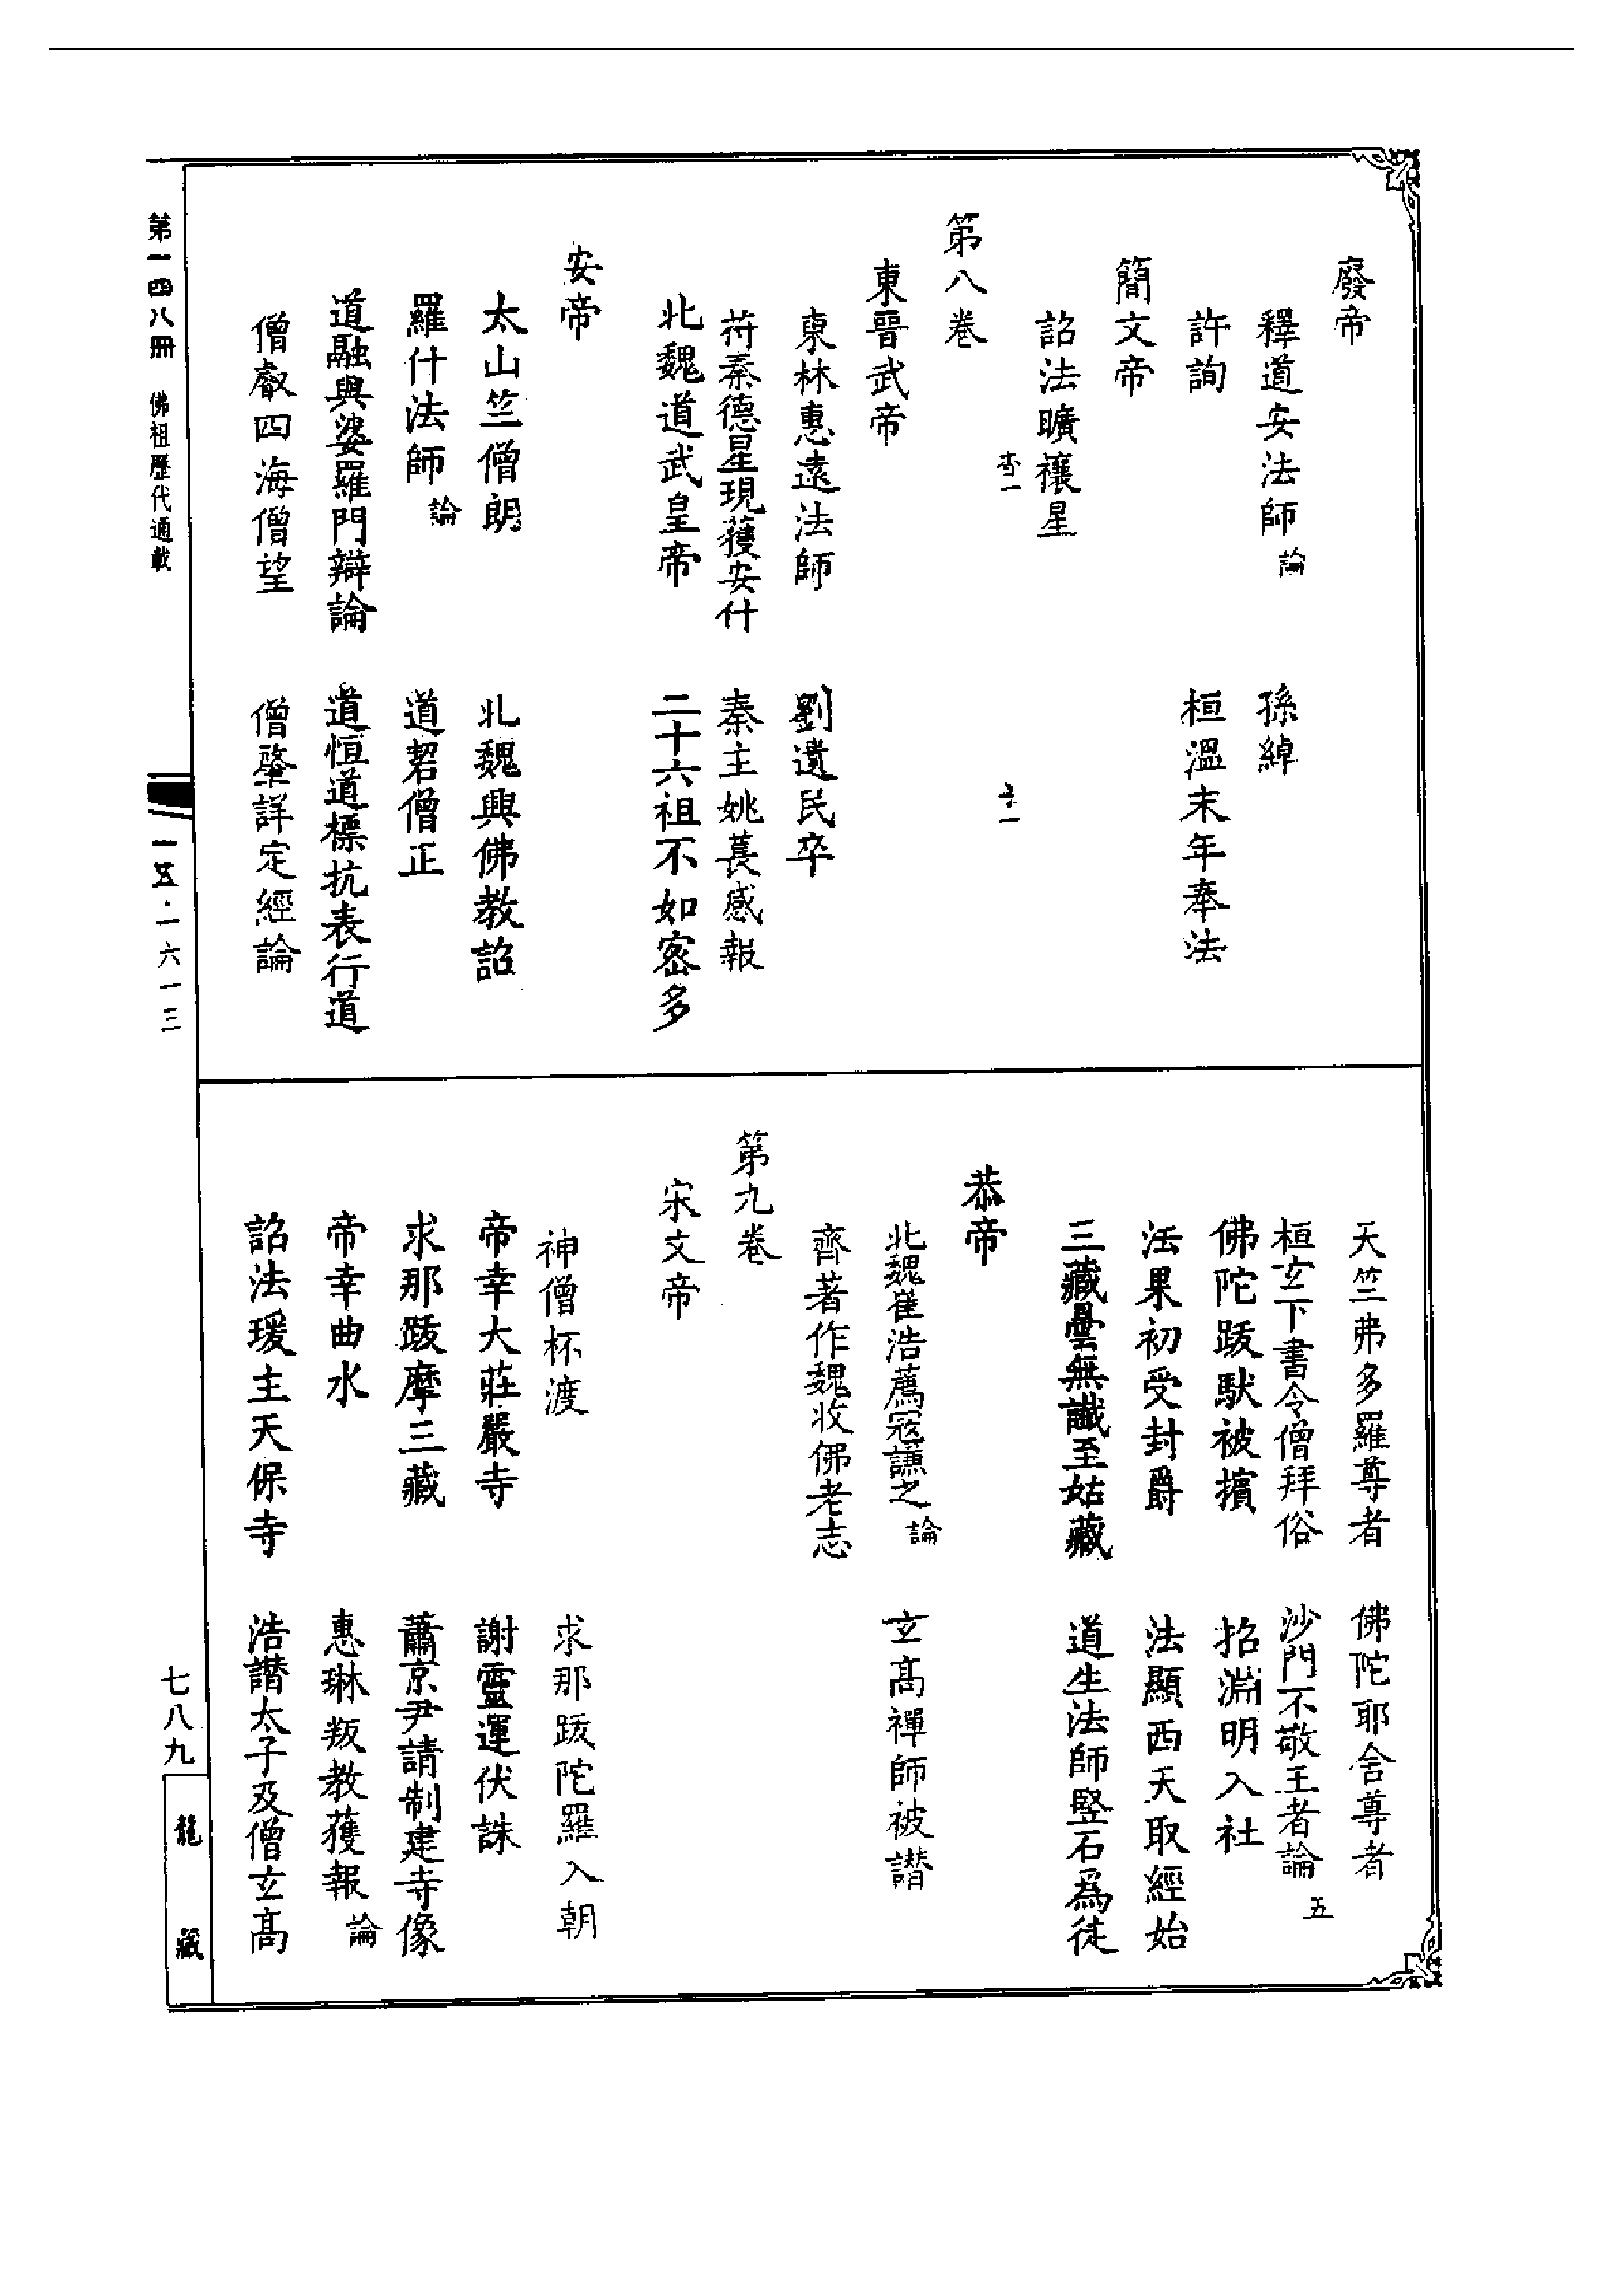 廢帝
釋道安法師 論 孫綽
許詢 桓溫末年奉法
簡文帝
詔法曠禳星
第八卷
東晉武帝
東林惠遠法師 劉遺民卒
苻秦德星現獲安什 秦主姚萇感報
北魏道武皇帝 二十六祖不如密多
安帝
太山竺僧朗 北魏興佛教詔
羅什法師 論 道䂮僧正
道融與婆羅門辯論 道恒道標抗表行道
僧叡四海僧望 僧肇詳定經論
天竺弗多羅尊者 佛陀耶舍尊者
桓玄下書令僧拜俗 沙門不敬王者論 五
佛陀跋䭾被擯 招淵明入社
法果初受封爵 法顯西天取經始
三藏曇無讖至姑藏 道生法師竪石爲徒
恭帝
北魏崔浩薦寇謙之 論 玄高禪師被譖
齊著作魏收佛老志
第九卷
宋文帝
神僧杯渡 求那跋陀羅入朝
帝幸大莊嚴寺 謝靈運伏誅
求那跋摩三藏 蕭京尹請制建寺像
帝幸曲水 惠琳叛教獲報 論
詔法瑗主天保寺 浩譖太子及僧玄高
第一四八冊 佛祖歷代通載
一五·一六一三
七八九
龍藏